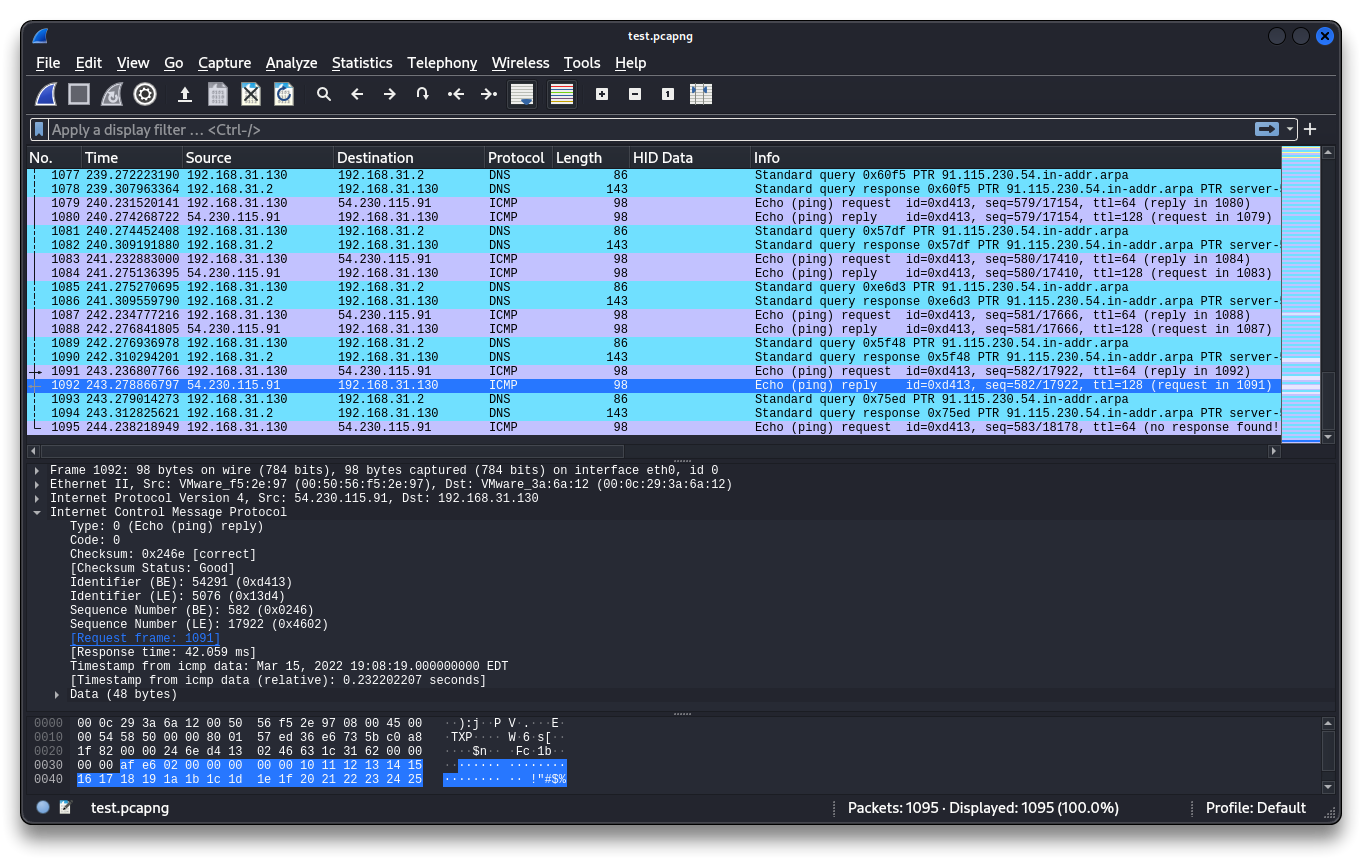 test.pcapng
File Edit View Go Capture Analyze Statistics Telephony Wireless Tools Help
Apply a display filter … <Ctrl-/>
No. Time Source Destination Protocol Length HID Data Info
1077 239.272223190 192.168.31.130 192.168.31.2 DNS 86 Standard query 0x60f5 PTR 91.115.230.54.in-addr.arpa
1078 239.307963364 192.168.31.2 192.168.31.130 DNS 143 Standard query response 0x60f5 PTR 91.115.230.54.in-addr.arpa PTR server-
1079 240.231520141 192.168.31.130 54.230.115.91 ICMP 98 Echo (ping) request id=0xd413, seq=579/17154, ttl=64 (reply in 1080)
1080 240.274268722 54.230.115.91 192.168.31.130 ICMP 98 Echo (ping) reply id=0xd413, seq=579/17154, ttl=128 (request in 1079)
1081 240.274452408 192.168.31.130 192.168.31.2 DNS 86 Standard query 0x57df PTR 91.115.230.54.in-addr.arpa
1082 240.309191880 192.168.31.2 192.168.31.130 DNS 143 Standard query response 0x57df PTR 91.115.230.54.in-addr.arpa PTR server-
1083 241.232883000 192.168.31.130 54.230.115.91 ICMP 98 Echo (ping) request id=0xd413, seq=580/17410, ttl=64 (reply in 1084)
1084 241.275136395 54.230.115.91 192.168.31.130 ICMP 98 Echo (ping) reply id=0xd413, seq=580/17410, ttl=128 (request in 1083)
1085 241.275270695 192.168.31.130 192.168.31.2 DNS 86 Standard query 0xe6d3 PTR 91.115.230.54.in-addr.arpa
1086 241.309559790 192.168.31.2 192.168.31.130 DNS 143 Standard query response 0xe6d3 PTR 91.115.230.54.in-addr.arpa PTR server-
1087 242.234777216 192.168.31.130 54.230.115.91 ICMP 98 Echo (ping) request id=0xd413, seq=581/17666, ttl=64 (reply in 1088)
1088 242.276841805 54.230.115.91 192.168.31.130 ICMP 98 Echo (ping) reply id=0xd413, seq=581/17666, ttl=128 (request in 1087)
1089 242.276936978 192.168.31.130 192.168.31.2 DNS 86 Standard query 0x5f48 PTR 91.115.230.54.in-addr.arpa
1090 242.310294201 192.168.31.2 192.168.31.130 DNS 143 Standard query response 0x5f48 PTR 91.115.230.54.in-addr.arpa PTR server-
1091 243.236807766 192.168.31.130 54.230.115.91 ICMP 98 Echo (ping) request id=0xd413, seq=582/17922, ttl=64 (reply in 1092)
1092 243.278866797 54.230.115.91 192.168.31.130 ICMP 98 Echo (ping) reply id=0xd413, seq=582/17922, ttl=128 (request in 1091)
1093 243.279014273 192.168.31.130 192.168.31.2 DNS 86 Standard query 0x75ed PTR 91.115.230.54.in-addr.arpa
1094 243.312825621 192.168.31.2 192.168.31.130 DNS 143 Standard query response 0x75ed PTR 91.115.230.54.in-addr.arpa PTR server-
1095 244.238218949 192.168.31.130 54.230.115.91 ICMP 98 Echo (ping) request id=0xd413, seq=583/18178, ttl=64 (no response found!
Frame 1092: 98 bytes on wire (784 bits), 98 bytes captured (784 bits) on interface eth0, id 0
Ethernet II, Src: VMware_f5:2e:97 (00:50:56:f5:2e:97), Dst: VMware_3a:6a:12 (00:0c:29:3a:6a:12)
Internet Protocol Version 4, Src: 54.230.115.91, Dst: 192.168.31.130
Internet Control Message Protocol
Type: 0 (Echo (ping) reply)
Code: 0
Checksum: 0x246e [correct]
[Checksum Status: Good]
Identifier (BE): 54291 (0xd413)
Identifier (LE): 5076 (0x13d4)
Sequence Number (BE): 582 (0x0246)
Sequence Number (LE): 17922 (0x4602)
[Request frame: 1091]
[Response time: 42.059 ms]
Timestamp from icmp data: Mar 15, 2022 19:08:19.000000000 EDT
[Timestamp from icmp data (relative): 0.232202207 seconds]
Data (48 bytes)
0000 00 0c 29 3a 6a 12 00 50 56 f5 2e 97 08 00 45 00 ··):j··P V·.···E·
0010 00 54 58 50 00 00 80 01 57 ed 36 e6 73 5b c0 a8 ·TXP···· W·6·s[··
0020 1f 82 00 00 24 6e d4 13 02 46 63 1c 31 62 00 00 ····$n·· ·Fc·1b··
0030 00 00 af e6 02 00 00 00 00 00 10 11 12 13 14 15 ········ ········
0040 16 17 18 19 1a 1b 1c 1d 1e 1f 20 21 22 23 24 25 ········ ·· !"#$%
test.pcapng Packets: 1095 · Displayed: 1095 (100.0%) Profile: Default